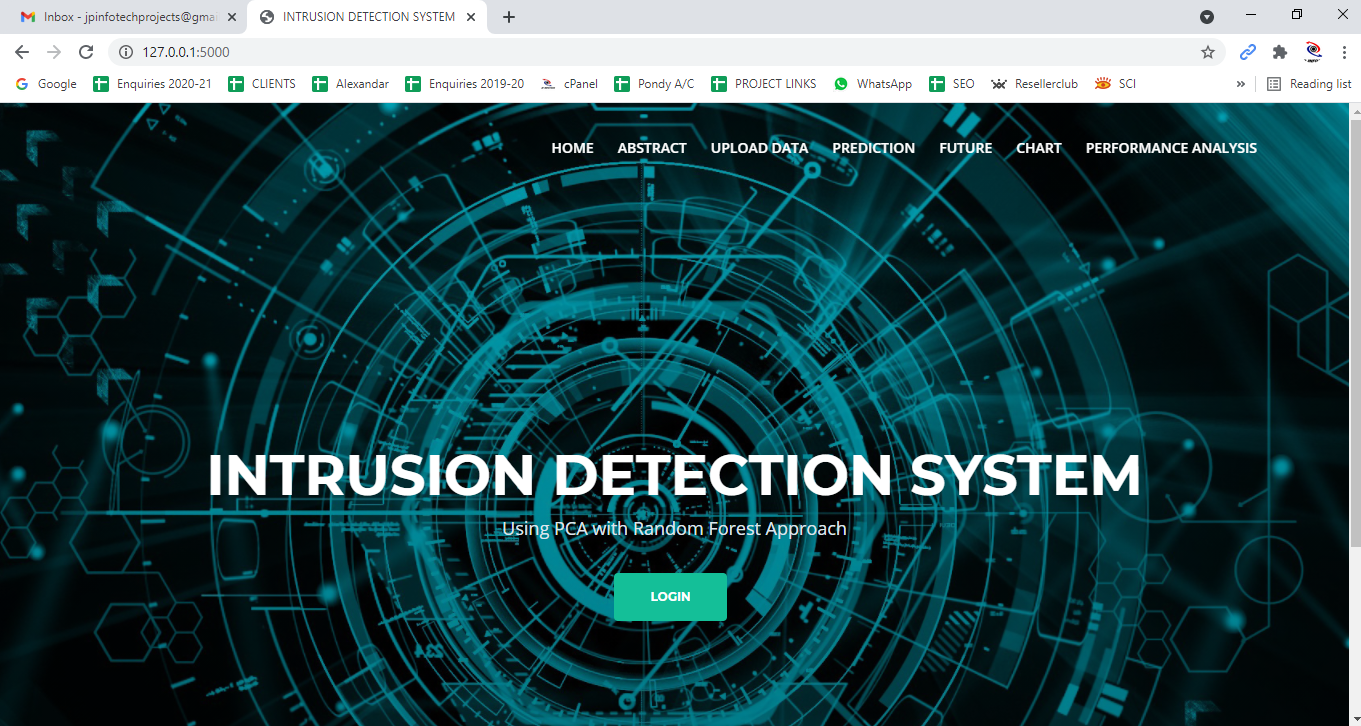 Inbox - jpinfotechprojects@gmai
INTRUSION DETECTION SYSTEM
127.0.0.1:5000
Google Enquiries 2020-21 CLIENTS Alexandar Enquiries 2019-20 cPanel Pondy A/C PROJECT LINKS WhatsApp SEO Resellerclub SCI » Reading list
HOME ABSTRACT UPLOAD DATA PREDICTION FUTURE CHART PERFORMANCE ANALYSIS
INTRUSION DETECTION SYSTEM
Using PCA with Random Forest Approach
LOGIN